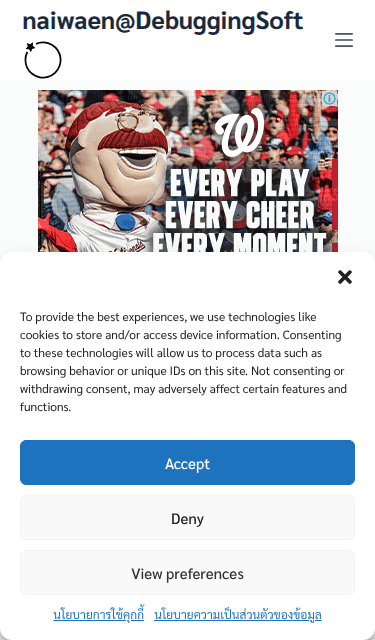 naiwaen@DebuggingSoft
W
EVERY PLAY
EVERY CHEER
EVERY MOMENT
To provide the best experiences, we use technologies like
cookies to store and/or access device information. Consenting
to these technologies will allow us to process data such as
browsing behavior or unique IDs on this site. Not consenting or
withdrawing consent, may adversely affect certain features and
functions.
Accept
Deny
View preferences
นโยบายการใช้คุกกี้ นโยบายความเป็นส่วนตัวของข้อมูล